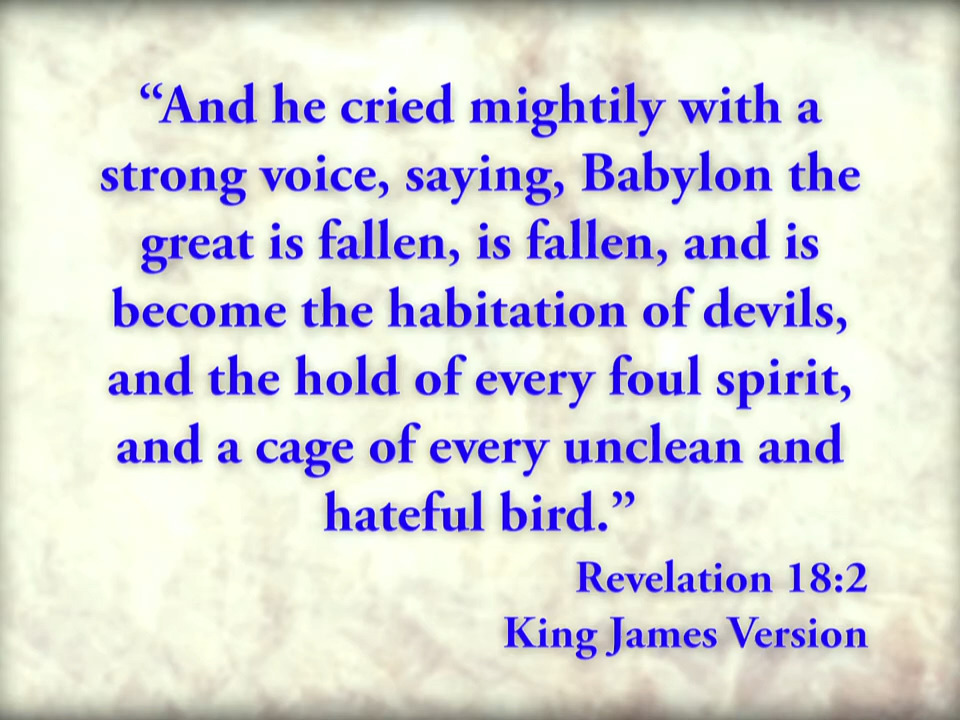 “And he cried mightily with a
strong voice, saying, Babylon the
great is fallen, is fallen, and is
become the habitation of devils,
and the hold of every foul spirit,
and a cage of every unclean and
hateful bird.”
Revelation 18:2
King James Version